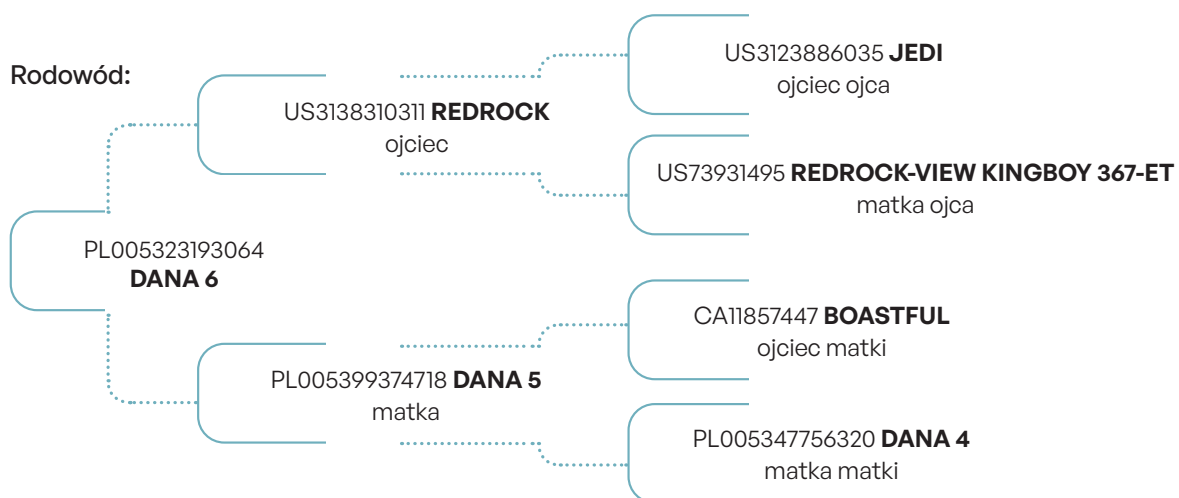 Rodowód:
US3123886035 JEDI
ojciec ojca
US3138310311 REDROCK
ojciec
US73931495 REDROCK-VIEW KINGBOY 367-ET
matka ojca
PL005323193064
DANA 6
CA11857447 BOASTFUL
ojciec matki
PL005399374718 DANA 5
matka
PL005347756320 DANA 4
matka matki